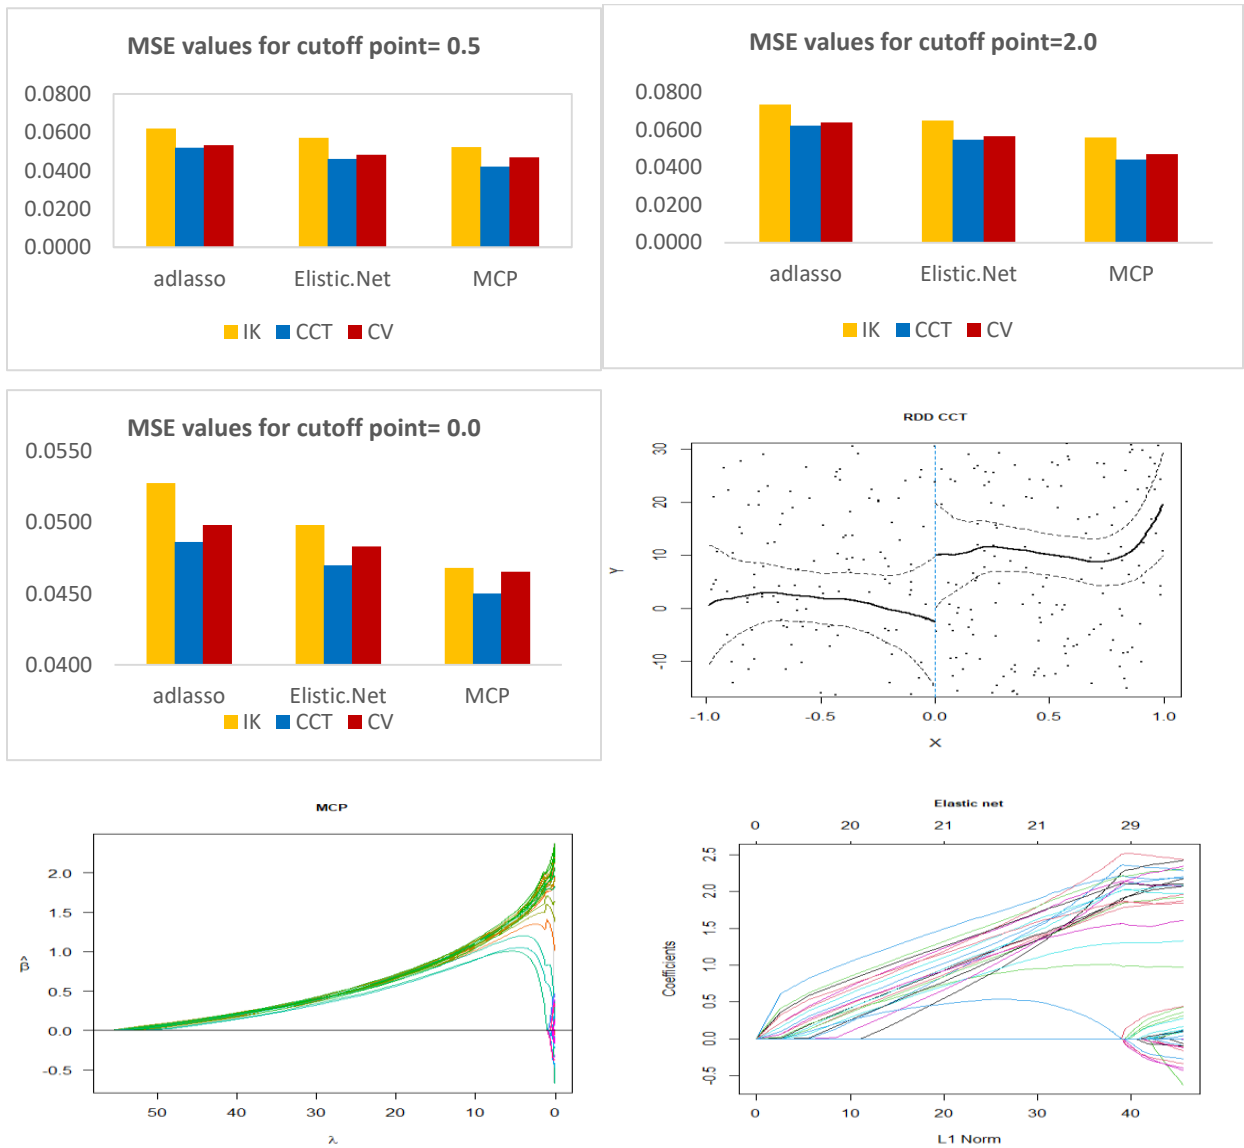 MSE values for cutoff point= 0.5
0.0800
0.0600
0.0400
0.0200
0.0000
adlasso Elistic.Net MCP
IK CCT CV
MSE values for cutoff point=2.0
0.0800
0.0600
0.0400
0.0200
0.0000
adlasso Elistic.Net MCP
IK CCT CV
MSE values for cutoff point= 0.0
0.0550
0.0500
0.0450
0.0400
adlasso Elistic.Net MCP
IK CCT CV
RDD CCT
Y
30
20
10
0
-10
-1.0 -0.5 0.0 0.5 1.0
X
MCP
β̂
2.0
1.5
1.0
0.5
0.0
-0.5
50 40 30 20 10 0
λ
Elastic net
0 20 21 21 29
Coefficients
2.5
2.0
1.5
1.0
0.5
0.0
-0.5
0 10 20 30 40
L1 Norm